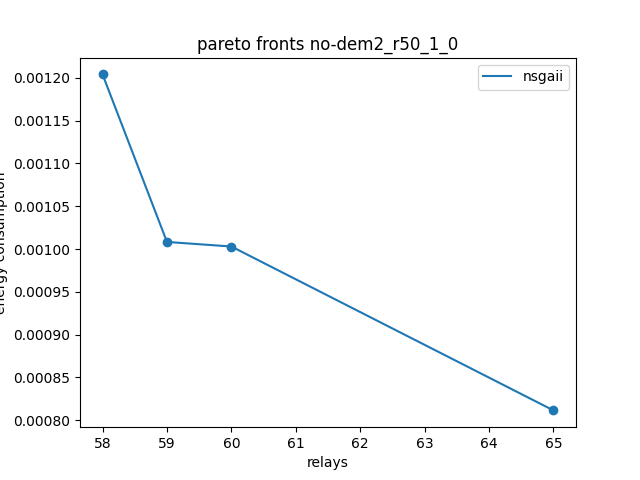 pareto fronts no-dem2_r50_1_0
nsgaii
0.00120
0.00115
0.00110
0.00105
0.00100
0.00095
0.00090
0.00085
0.00080
energy consumption
58 59 60 61 62 63 64 65
relays